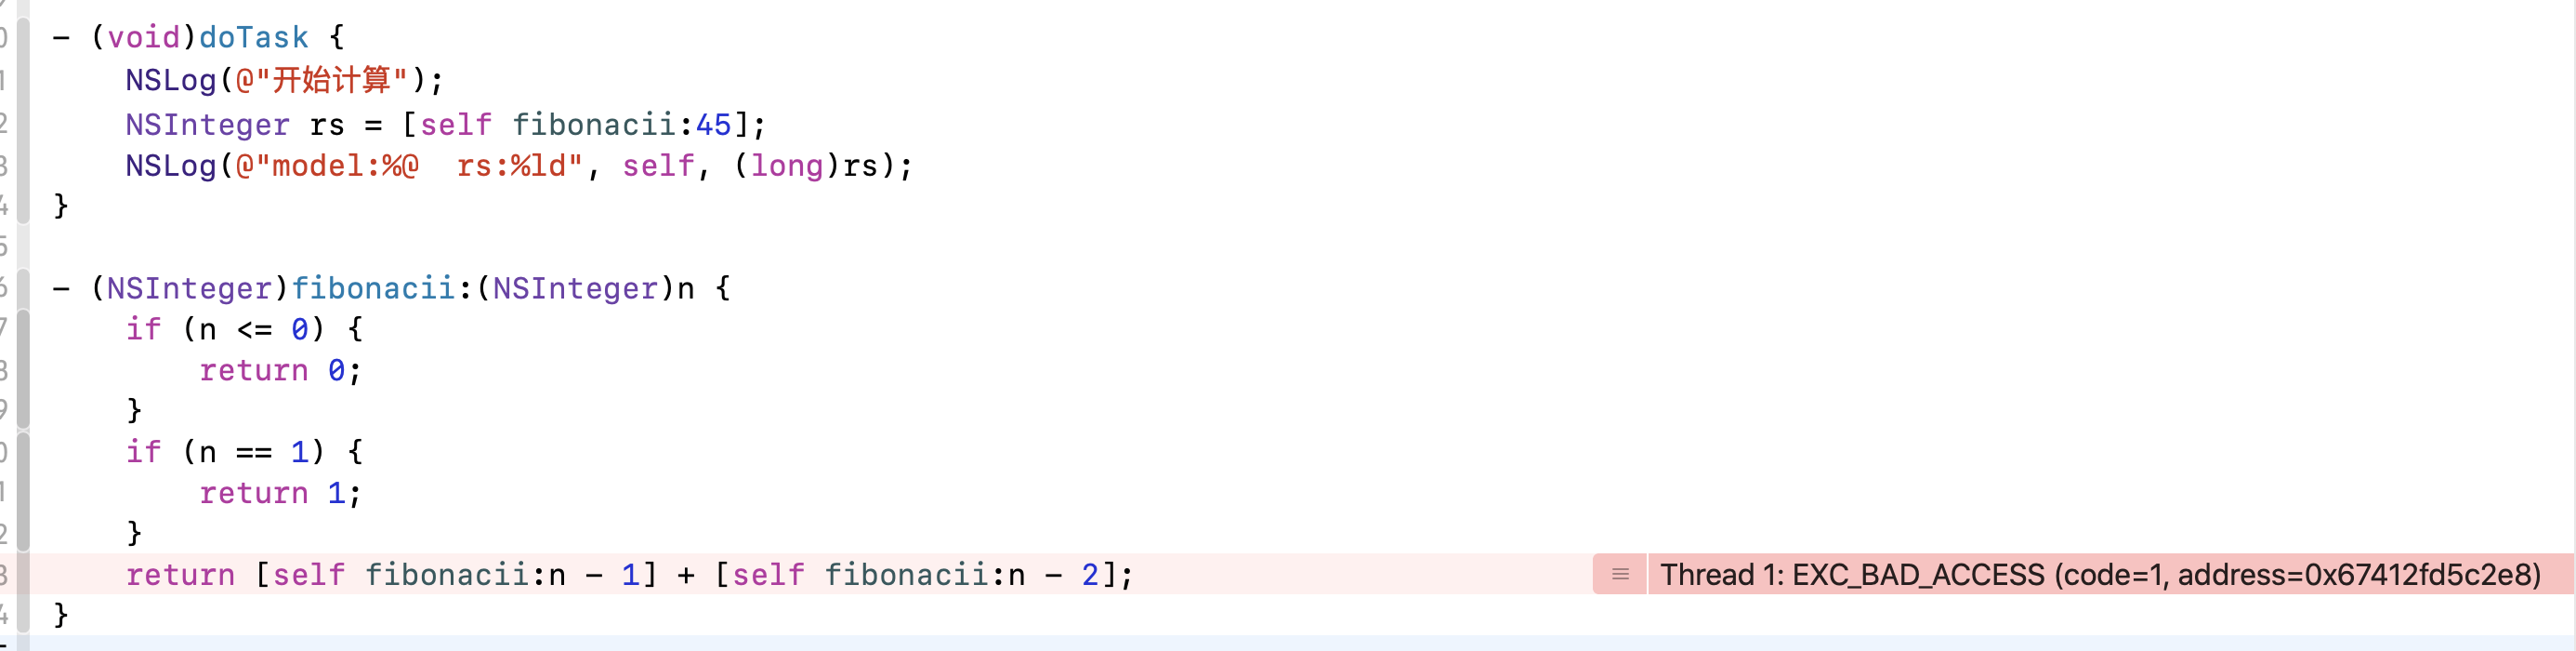 - (void)doTask {
    NSLog(@"开始计算");
    NSInteger rs = [self fibonacii:45];
    NSLog(@"model:%@  rs:%ld", self, (long)rs);
}
- (NSInteger)fibonacii:(NSInteger)n {
    if (n <= 0) {
        return 0;
    }
    if (n == 1) {
        return 1;
    }
    return [self fibonacii:n - 1] + [self fibonacii:n - 2]; Thread 1: EXC_BAD_ACCESS (code=1, address=0x67412fd5c2e8)
}